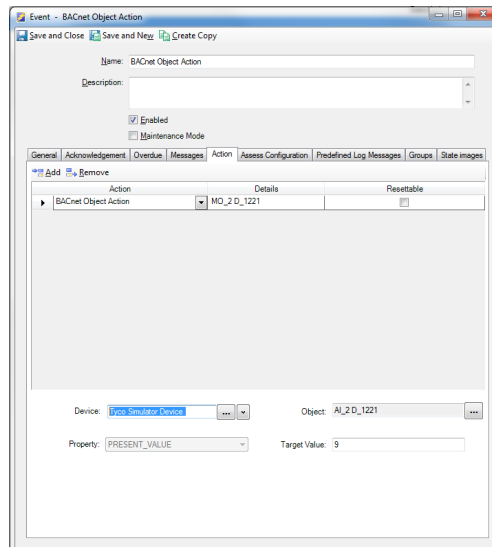 Event - BACnet Object Action
Save and Close Save and New Create Copy
Name: BACnet Object Action
Description:
Enabled
Maintenance Mode
General Acknowledgement Overdue Messages Action Assess Configuration Predefined Log Messages Groups State images
Add Remove
Action Details Resettable
BACnet Object Action MO_2 D_1221
Device: Tyco Simulator Device ... Object: AI_2 D_1221 ...
Property: PRESENT_VALUE Target Value: 9